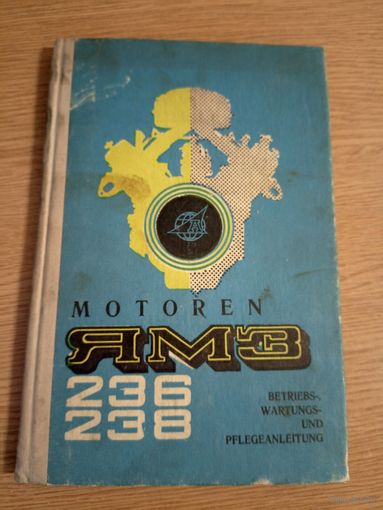 MOTOREN
ЯМЗ
236
238
BETRIEBS-,
WARTUNGS-
UND
PFLEGEANLEITUNG